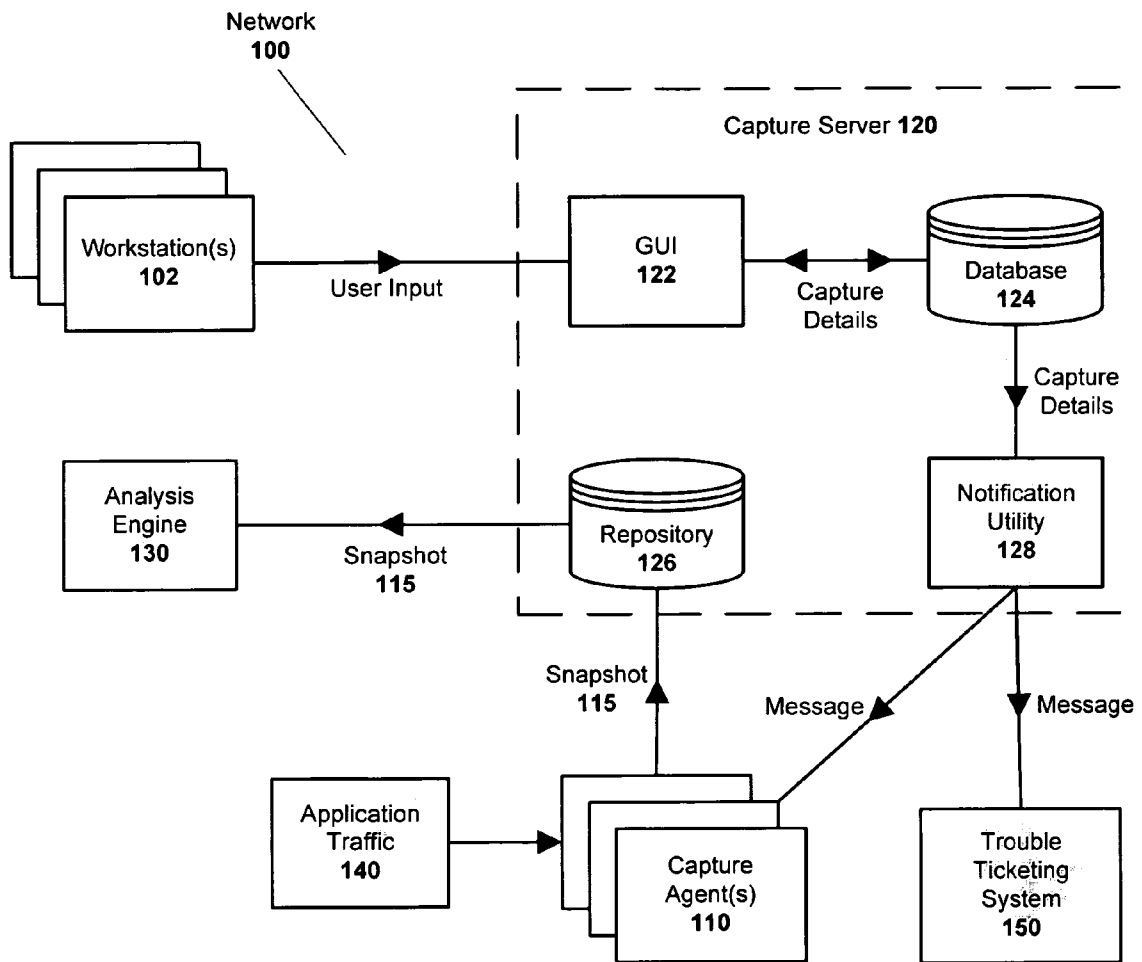 Network
100
Capture Server 120
Workstation(s)
102
User Input
GUI
122
Capture
Details
Database
124
Capture
Details
Analysis
Engine
130
Snapshot
115
Repository
126
Notification
Utility
128
Snapshot
115
Message
Message
Application
Traffic
140
Capture
Agent(s)
110
Trouble
Ticketing
System
150